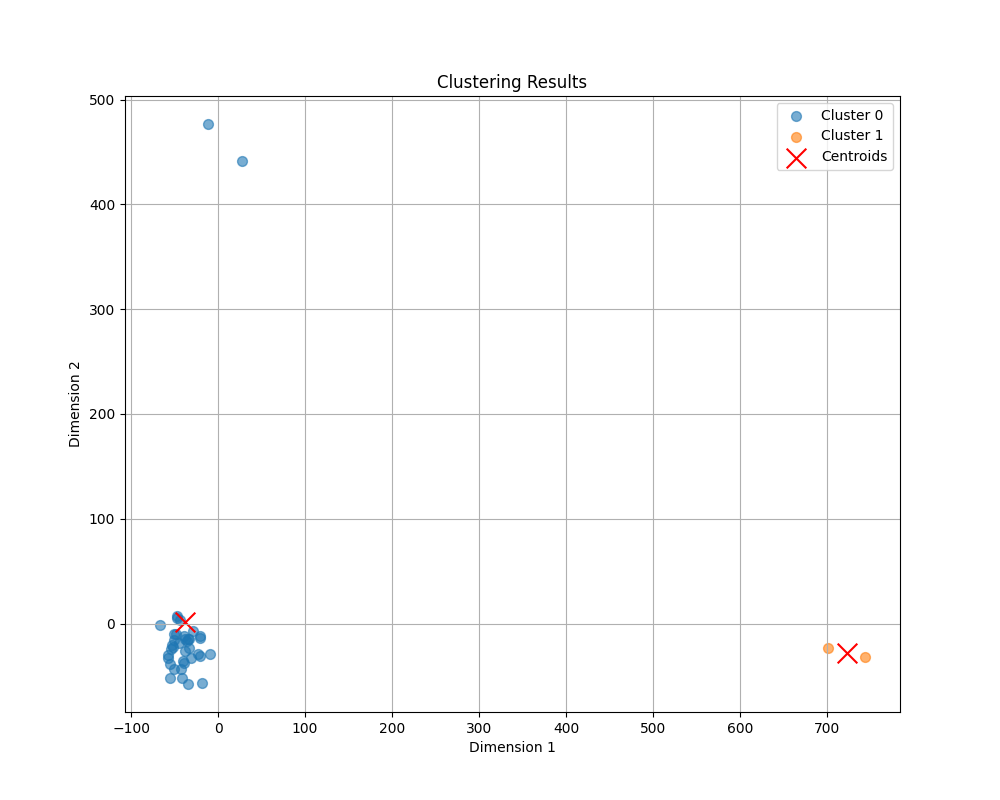 Clustering Results
500
400
300
200
100
0
Dimension 2
Cluster 0
Cluster 1
Centroids
−100 0 100 200 300 400 500 600 700
Dimension 1